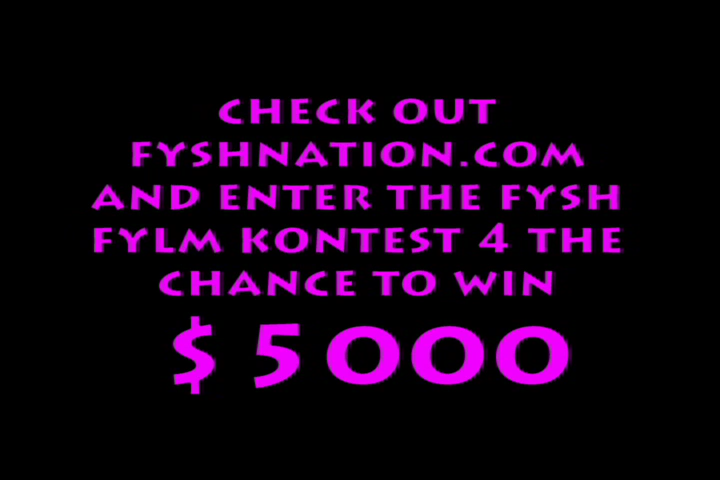 CHECK OUT
FYSHNATION.COM
AND ENTER THE FYSH
FYLM KONTEST 4 THE
CHANCE TO WIN
$5000